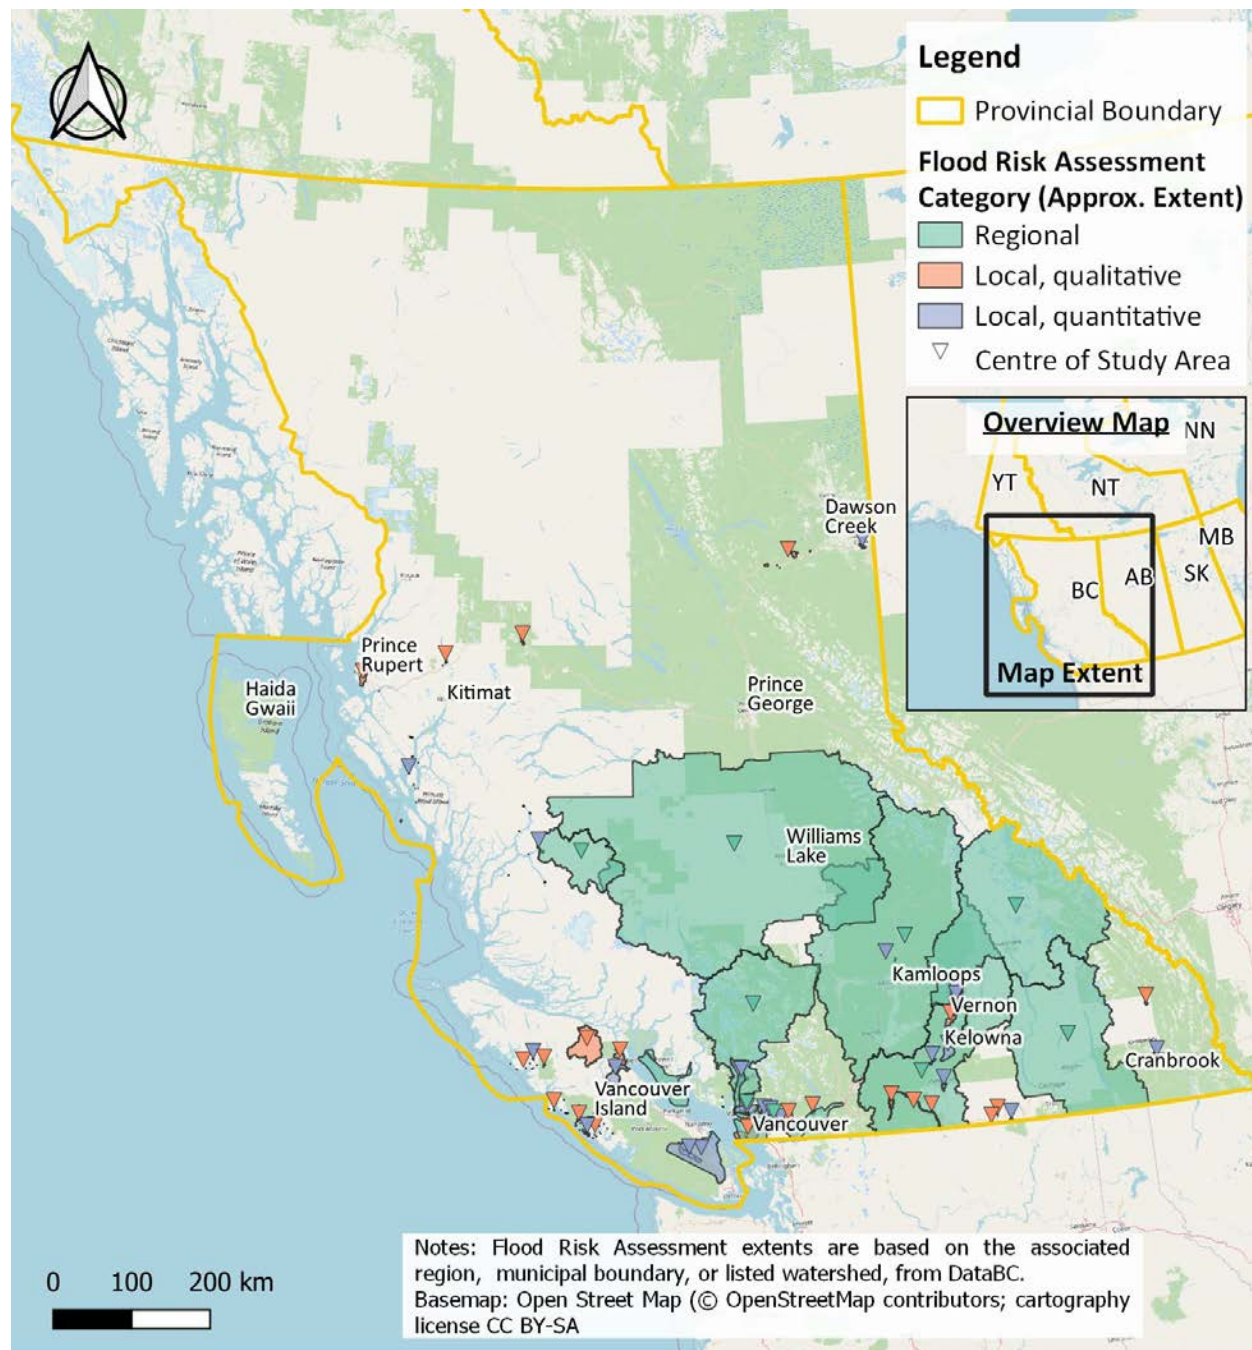 Legend
Provincial Boundary
Flood Risk Assessment
Category (Approx. Extent)
Regional
Local, qualitative
Local, quantitative
Centre of Study Area
Overview Map
NN
YT
NT
MB
BC
AB
SK
Map Extent
Dawson
Creek
Prince
Rupert
Kitimat
Haida
Gwaii
Prince
George
Williams
Lake
Kamloops
Vernon
Kelowna
Cranbrook
Vancouver
Island
Vancouver
Notes: Flood Risk Assessment extents are based on the associated
region, municipal boundary, or listed watershed, from DataBC.
Basemap: Open Street Map (© OpenStreetMap contributors; cartography
license CC BY-SA
0 100 200 km